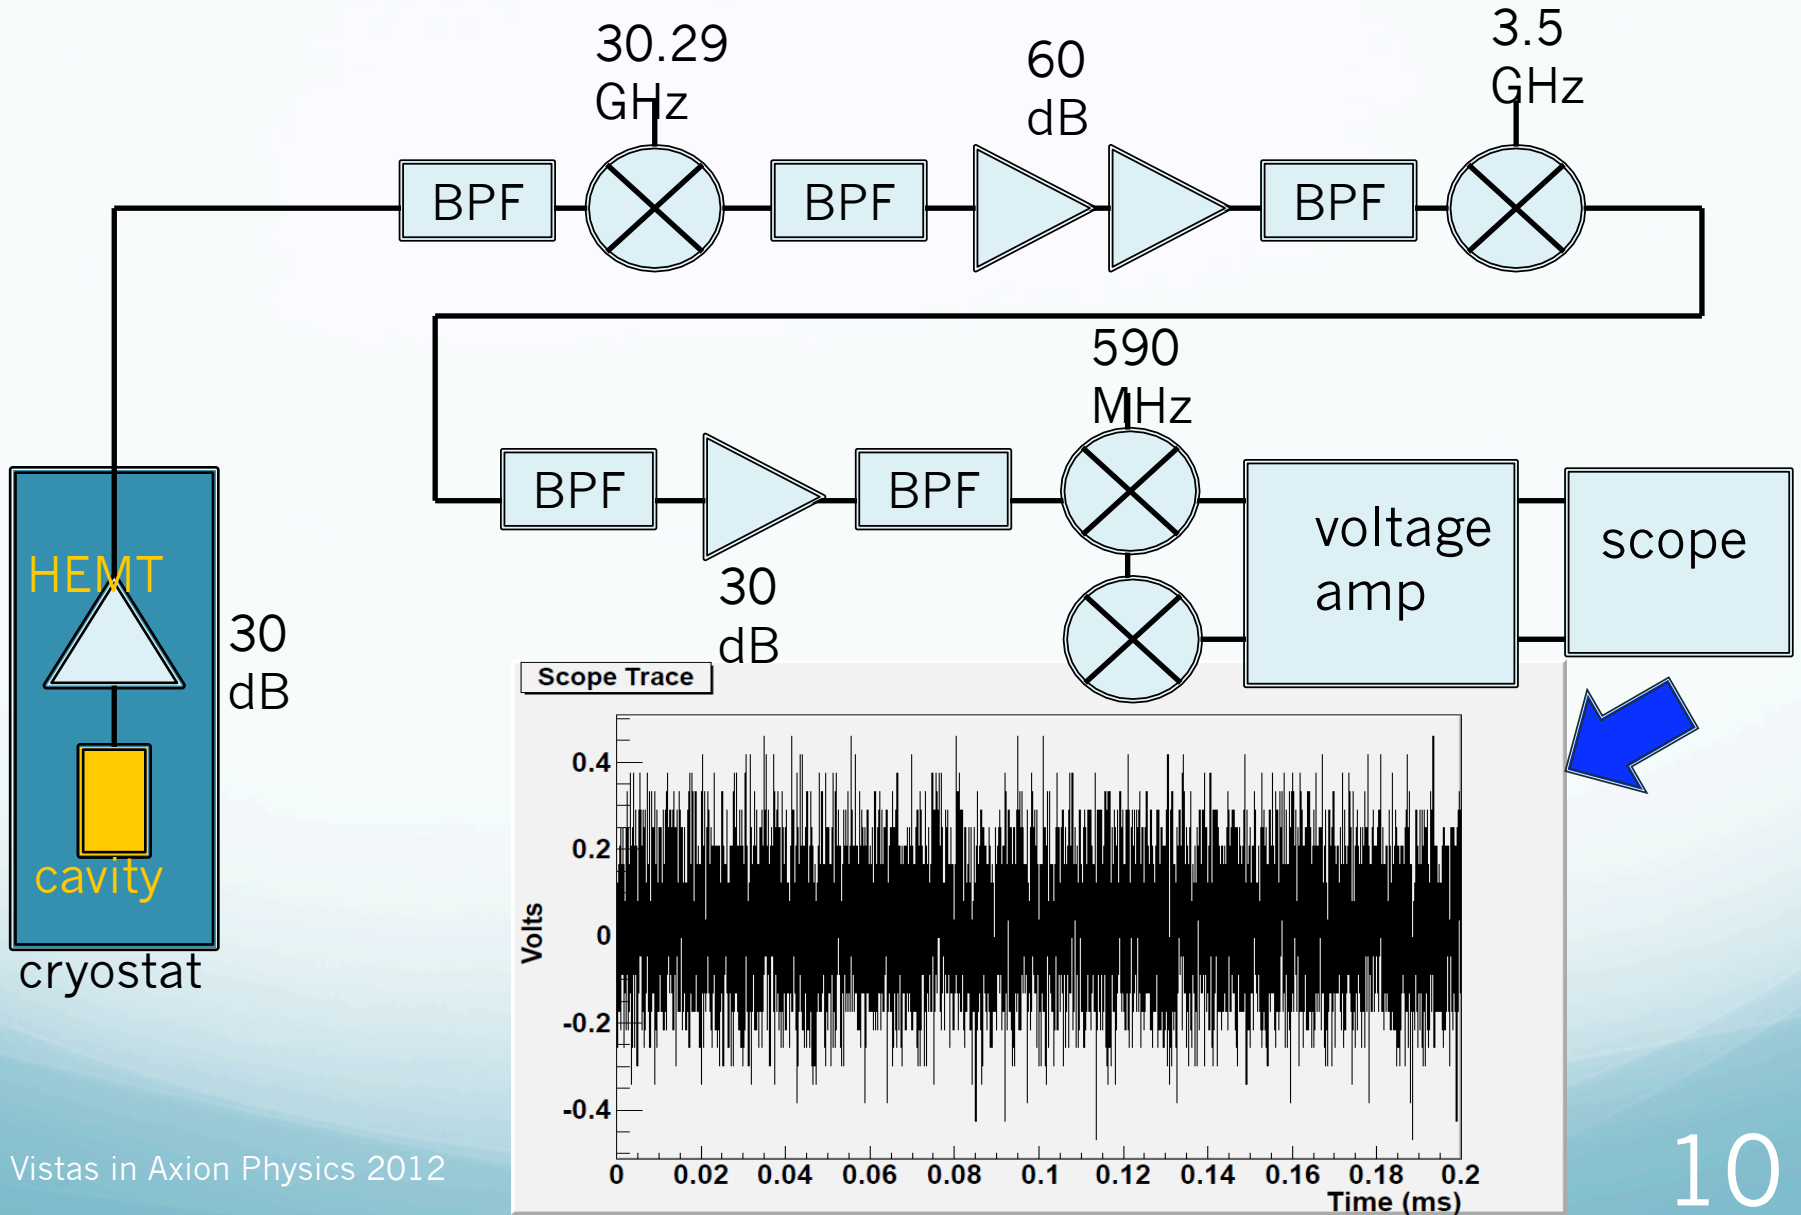 30.29
GHz
60
dB
3.5
GHz
BPF
BPF
BPF
590
MHz
BPF
BPF
30
dB
voltage
amp
scope
HEMT
30
dB
cavity
cryostat
Scope Trace
Volts
0.4
0.2
0
-0.2
-0.4
0
0.02
0.04
0.06
0.08
0.1
0.12
0.14
0.16
0.18
0.2
Time (ms)
Vistas in Axion Physics 2012
10